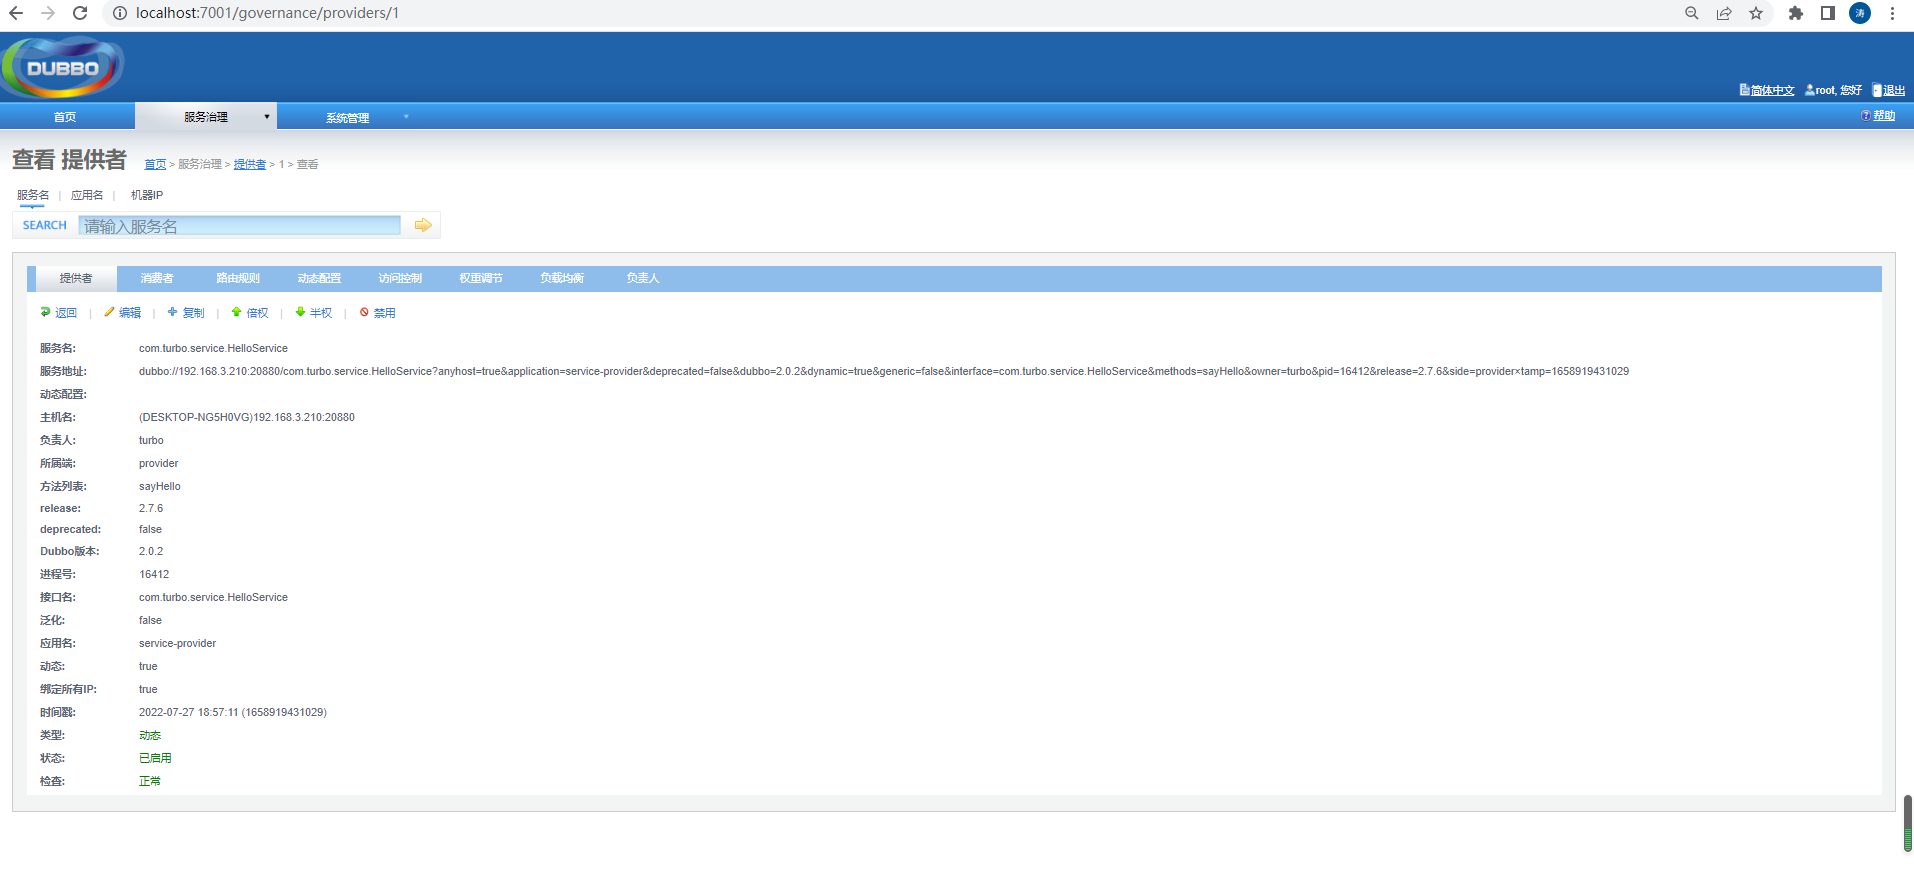 localhost:7001/governance/providers/1
涛
DUBBO
简体中文 root, 您好 退出
首页 服务治理 系统管理 帮助
查看 提供者 首页 > 服务治理 > 提供者 > 1 > 查看
服务名 | 应用名 | 机器IP
SEARCH 请输入服务名
提供者 消费者 路由规则 动态配置 访问控制 权重调节 负载均衡 负责人
返回 | 编辑 | 复制 | 倍权 | 半权 | 禁用
服务名: com.turbo.service.HelloService
服务地址: dubbo://192.168.3.210:20880/com.turbo.service.HelloService?anyhost=true&application=service-provider&deprecated=false&dubbo=2.0.2&dynamic=true&generic=false&interface=com.turbo.service.HelloService&methods=sayHello&owner=turbo&pid=16412&release=2.7.6&side=provider×tamp=1658919431029
动态配置:
主机名: (DESKTOP-NG5H0VG)192.168.3.210:20880
负责人: turbo
所属端: provider
方法列表: sayHello
release: 2.7.6
deprecated: false
Dubbo版本: 2.0.2
进程号: 16412
接口名: com.turbo.service.HelloService
泛化: false
应用名: service-provider
动态: true
绑定所有IP: true
时间戳: 2022-07-27 18:57:11 (1658919431029)
类型: 动态
状态: 已启用
检查: 正常